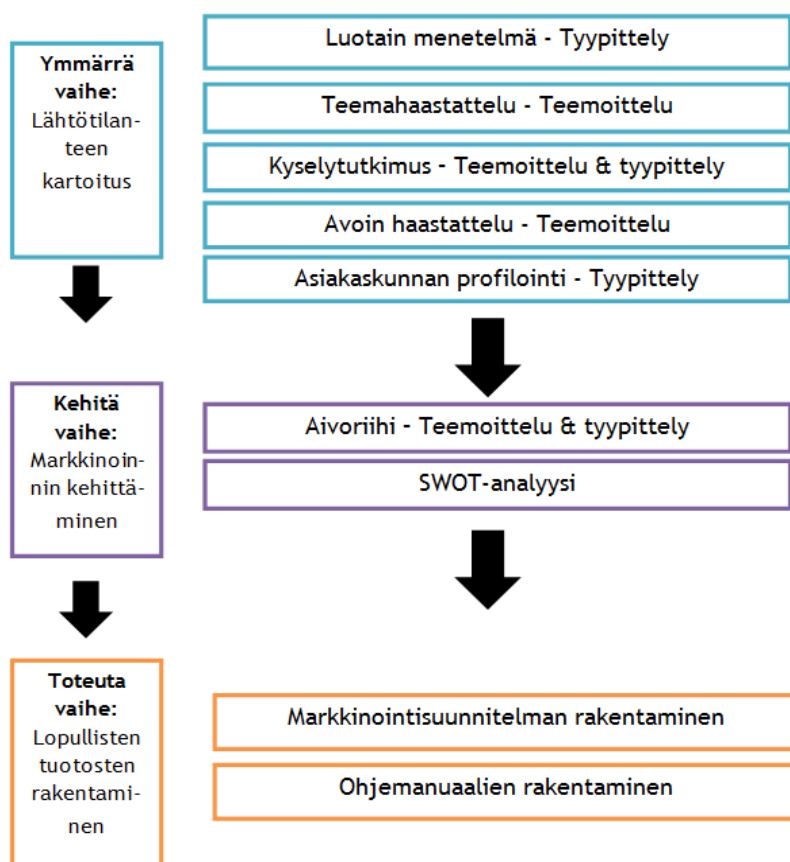 Ymmärrä
vaihe:
Lähtötilan-
teen
kartoitus
Luotain menetelmä - Tyypittely
Teemahaastattelu - Teemoittelu
Kyselytutkimus - Teemoittelu & tyypittely
Avoin haastattelu - Teemoittelu
Asiakaskunnan profilointi - Tyypittely
Kehitä
vaihe:
Markkinoin-
nin kehittä-
minen
Aivoriihi - Teemoittelu & tyypittely
SWOT-analyysi
Toteuta
vaihe:
Lopullisten
tuotosten
rakentami-
nen
Markkinointisuunnitelman rakentaminen
Ohjemanuaalien rakentaminen